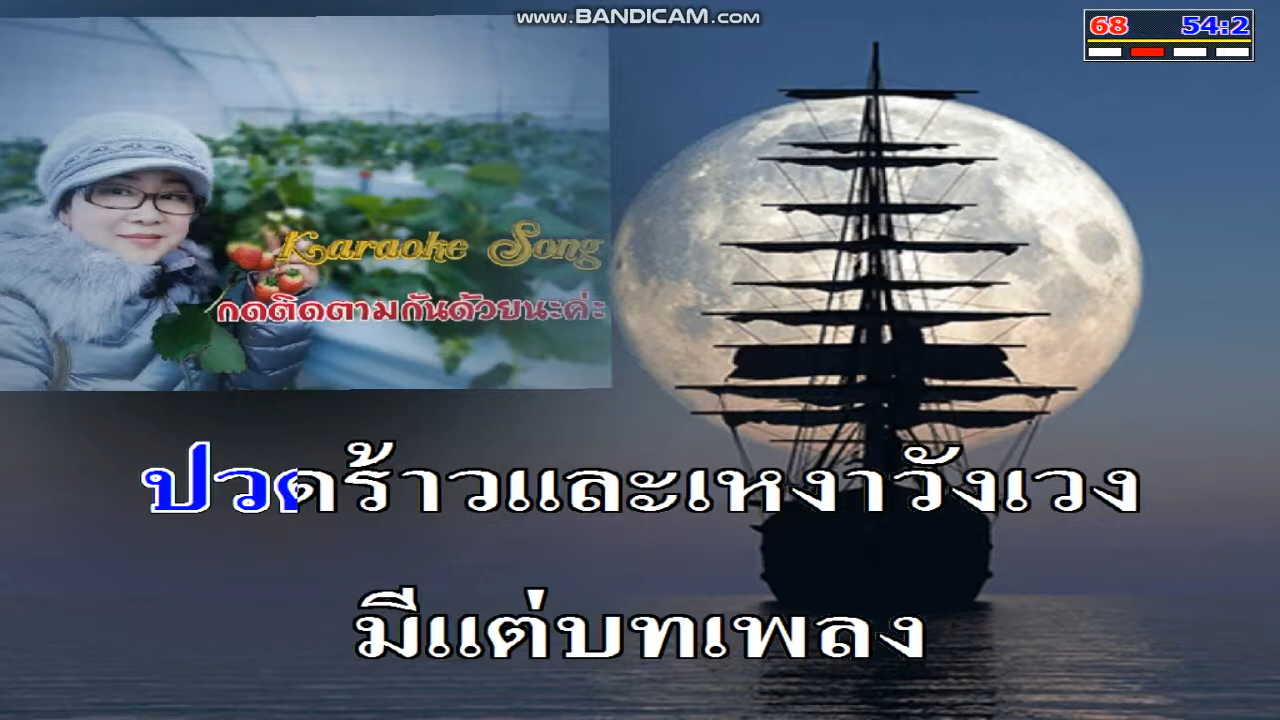 www.BANDICAM.com
68 54:2
Karaoke Song
กดติดตามกันด้วยนะค่ะ
ปวดร้าวและเหงาวังเวง
มีแต่บทเพลง